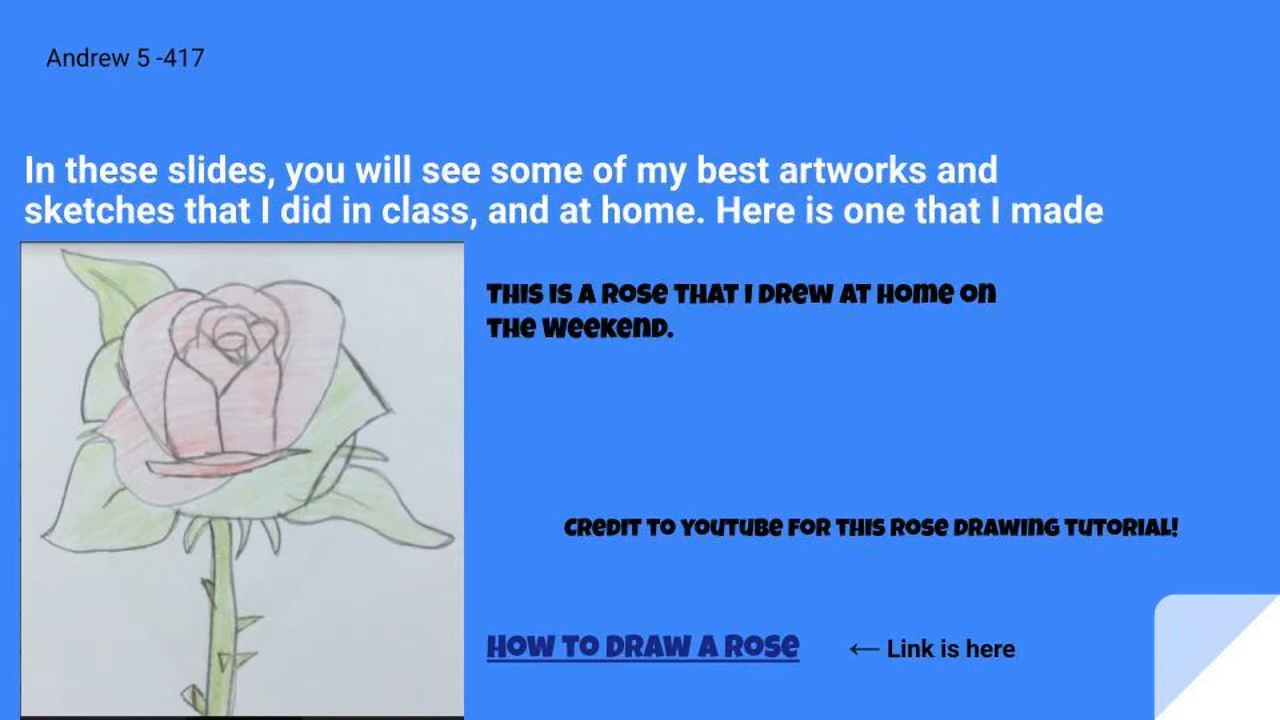 Andrew 5 -417
In these slides, you will see some of my best artworks and
sketches that I did in class, and at home. Here is one that I made
THIS IS A ROSE THAT I DREW AT HOME ON
THE WEEKEND.
CREDIT TO YOUTUBE FOR THIS ROSE DRAWING TUTORIAL!
HOW TO DRAW A ROSE ← Link is here